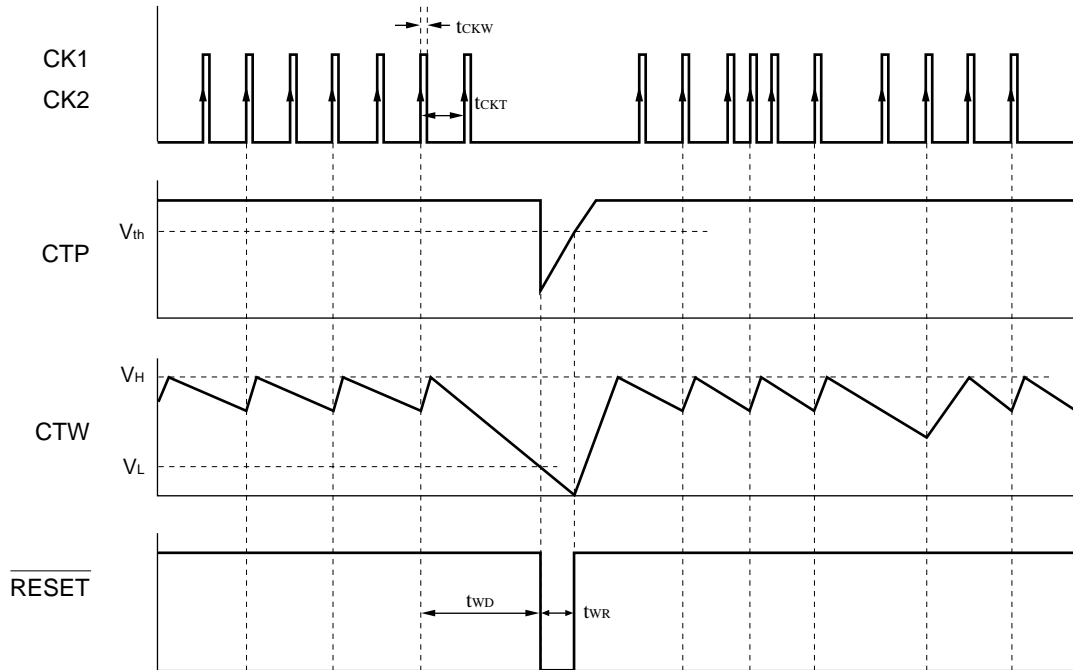 tCKW
CK1
CK2
tCKT
Vth
CTP
VH
CTW
VL
RESET
tWD
tWR